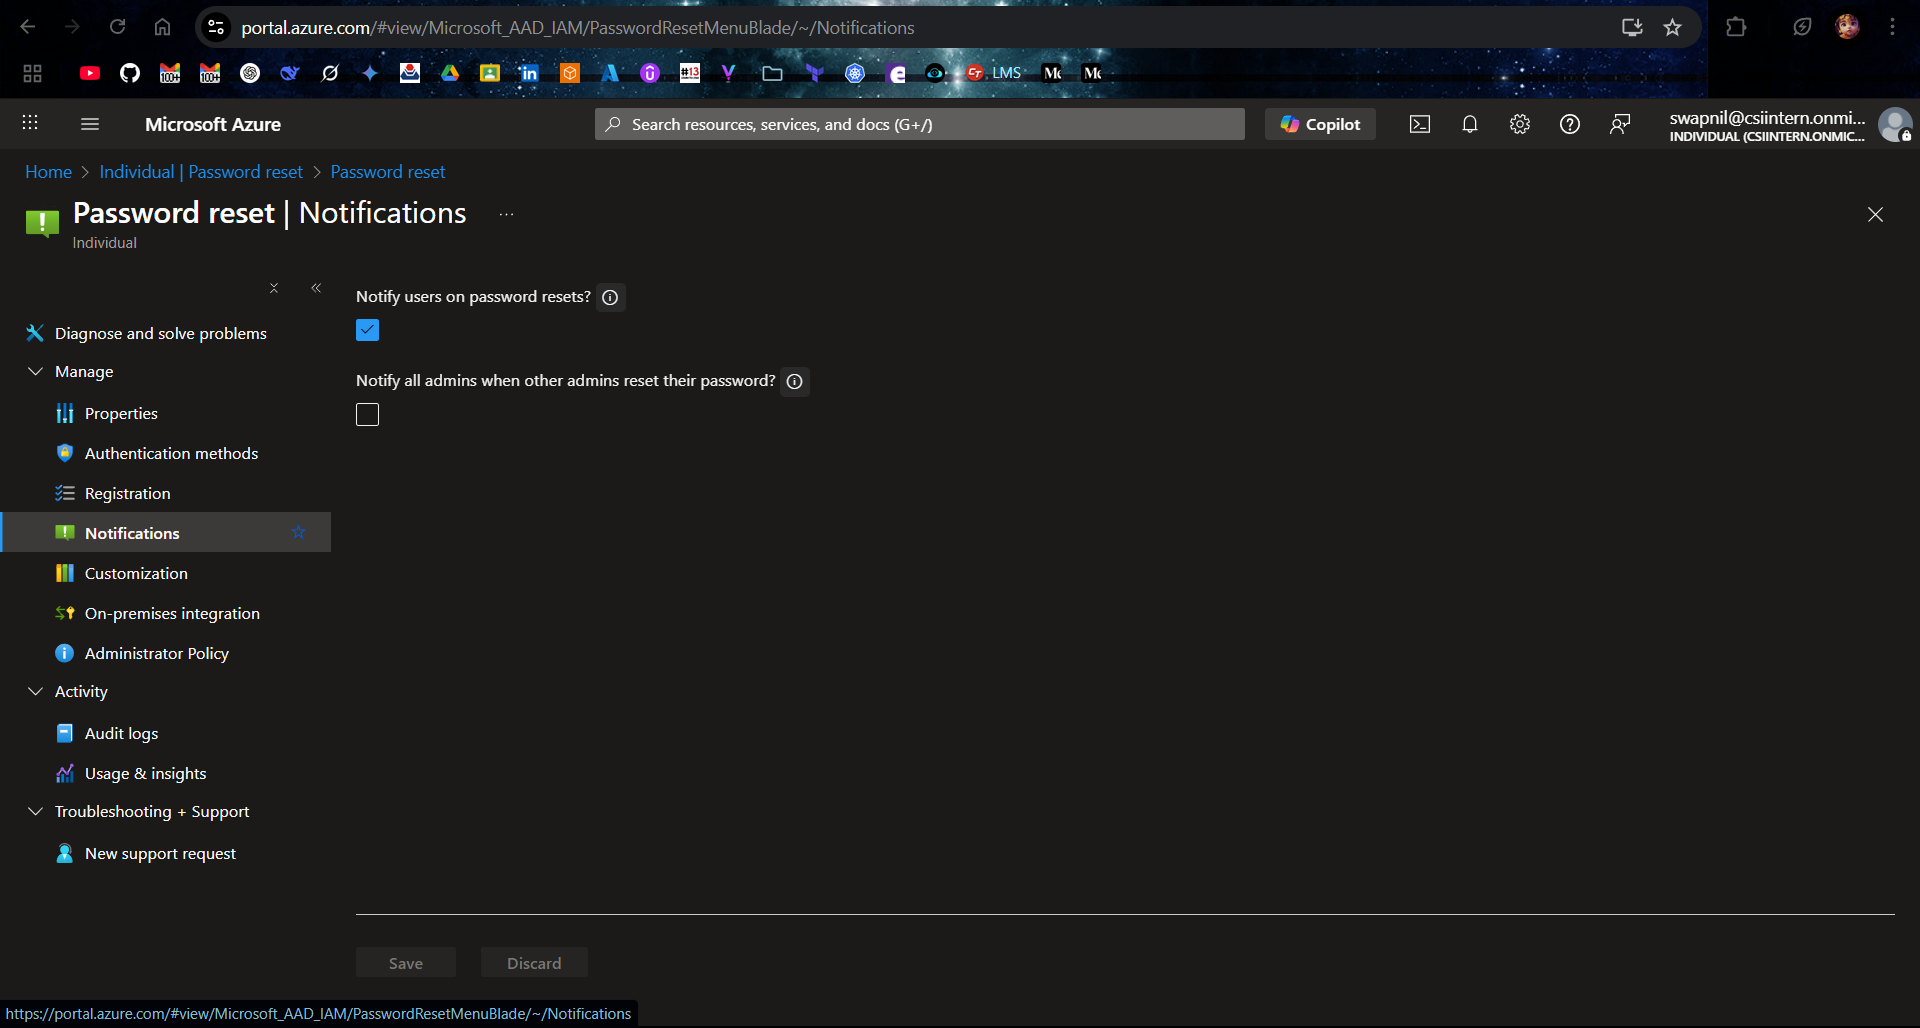 portal.azure.com/#view/Microsoft_AAD_IAM/PasswordResetMenuBlade/~/Notifications
LMS
Microsoft Azure
Search resources, services, and docs (G+/)
Copilot
swapnil@csiintern.onmi...
INDIVIDUAL (CSIINTERN.ONMIC...
Home > Individual | Password reset > Password reset
Password reset | Notifications ...
Individual
Notify users on password resets?
Notify all admins when other admins reset their password?
Diagnose and solve problems
Manage
Properties
Authentication methods
Registration
Notifications
Customization
On-premises integration
Administrator Policy
Activity
Audit logs
Usage & insights
Troubleshooting + Support
New support request
Save
Discard
https://portal.azure.com/#view/Microsoft_AAD_IAM/PasswordResetMenuBlade/~/Notifications